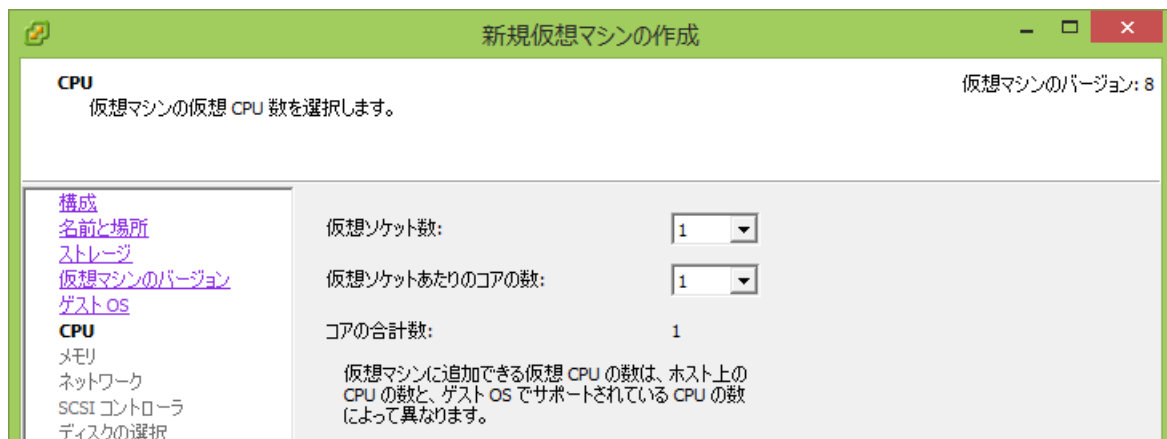 新規仮想マシンの作成
CPU
仮想マシンの仮想 CPU 数を選択します。
仮想マシンのバージョン: 8
構成
名前と場所
ストレージ
仮想マシンのバージョン
ゲスト OS
CPU
メモリ
ネットワーク
SCSI コントローラ
ディスクの選択
仮想ソケット数: 1
仮想ソケットあたりのコアの数: 1
コアの合計数: 1
仮想マシンに追加できる仮想 CPU の数は、ホスト上の
CPU の数と、ゲスト OS でサポートされている CPU の数
によって異なります。